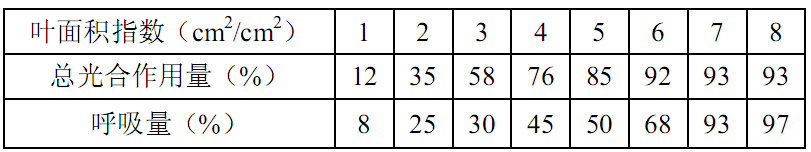 叶面积指数（cm²/cm²） 1 2 3 4 5 6 7 8
总光合作用量（%） 12 35 58 76 85 92 93 93
呼吸量（%） 8 25 30 45 50 68 93 97